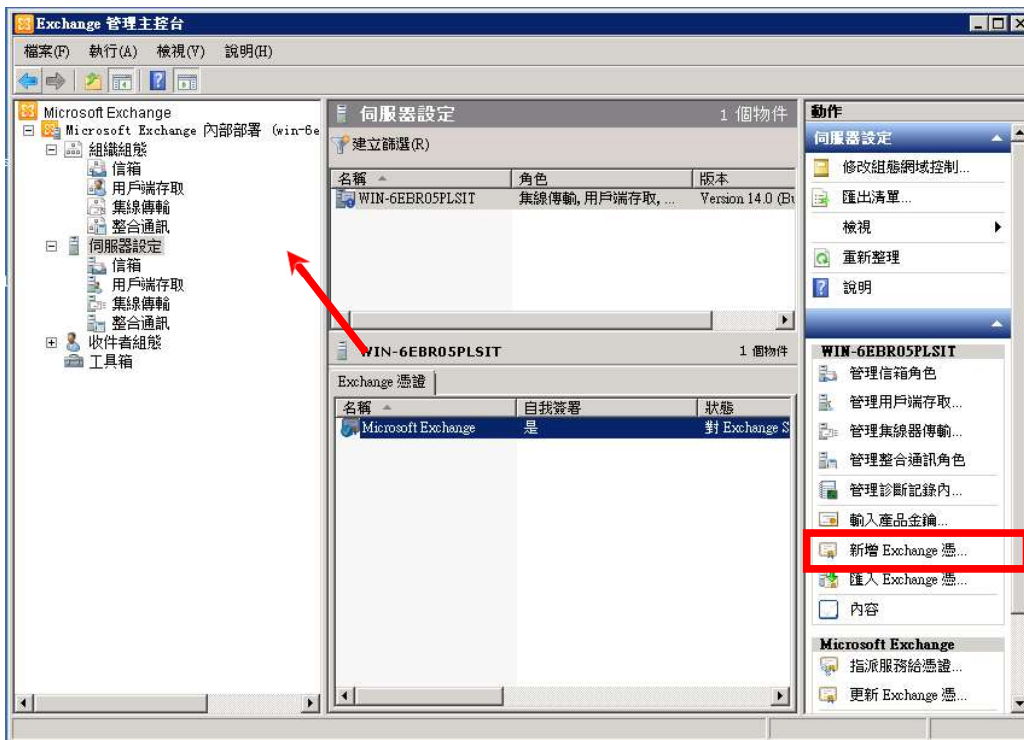 Exchange 管理主控台
檔案(F) 執行(A) 檢視(V) 說明(H)
Microsoft Exchange
Microsoft Exchange 內部部署 (win-6e
組織組態
信箱
用戶端存取
集線傳輸
整合通訊
伺服器設定
信箱
用戶端存取
集線傳輸
整合通訊
收件者組態
工具箱
伺服器設定 1 個物件
建立篩選(R)
名稱 角色 版本
WIN-6EBR05PLSIT 集線傳輸, 用戶端存取, ... Version 14.0 (Bu
WIN-6EBR05PLSIT 1 個物件
Exchange 憑證
名稱 自我簽署 狀態
Microsoft Exchange 是 對 Exchange S
動作
伺服器設定
修改組態網域控制...
匯出清單...
檢視
重新整理
說明
WIN-6EBR05PLSIT
管理信箱角色
管理用戶端存取...
管理集線器傳輸...
管理整合通訊角色
管理診斷記錄內...
輸入產品金鑰...
新增 Exchange 憑...
匯入 Exchange 憑...
內容
Microsoft Exchange
指派服務給憑證...
更新 Exchange 憑...